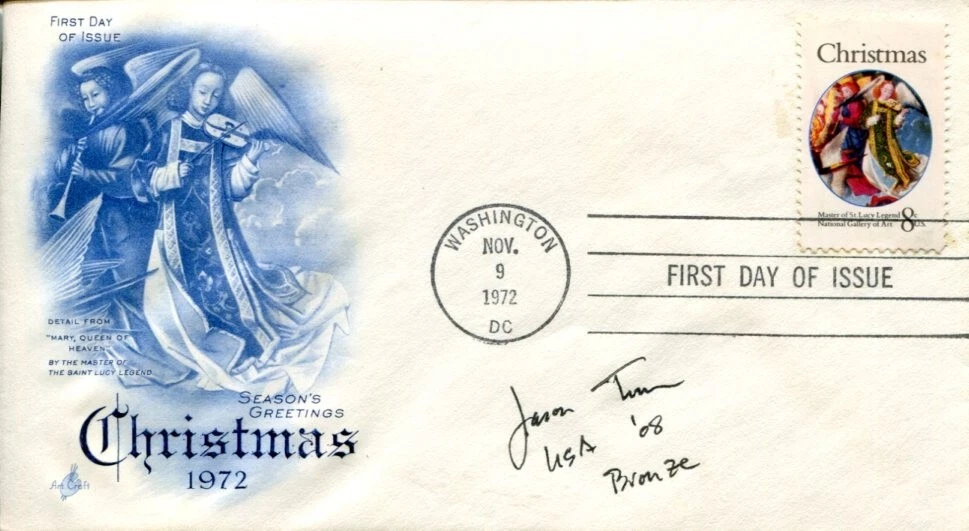 FIRST DAY
OF ISSUE
Christmas
Master of St. Lucy Legend
National Gallery of Art
8c
U.S.
WASHINGTON
NOV.
9
1972
DC
FIRST DAY OF ISSUE
DETAIL FROM
"MARY, QUEEN OF
HEAVEN"
BY THE MASTER OF
THE SAINT LUCY LEGEND
SEASON'S
GREETINGS
Christmas
1972
Art Craft
Jason
USA '08
Bronze